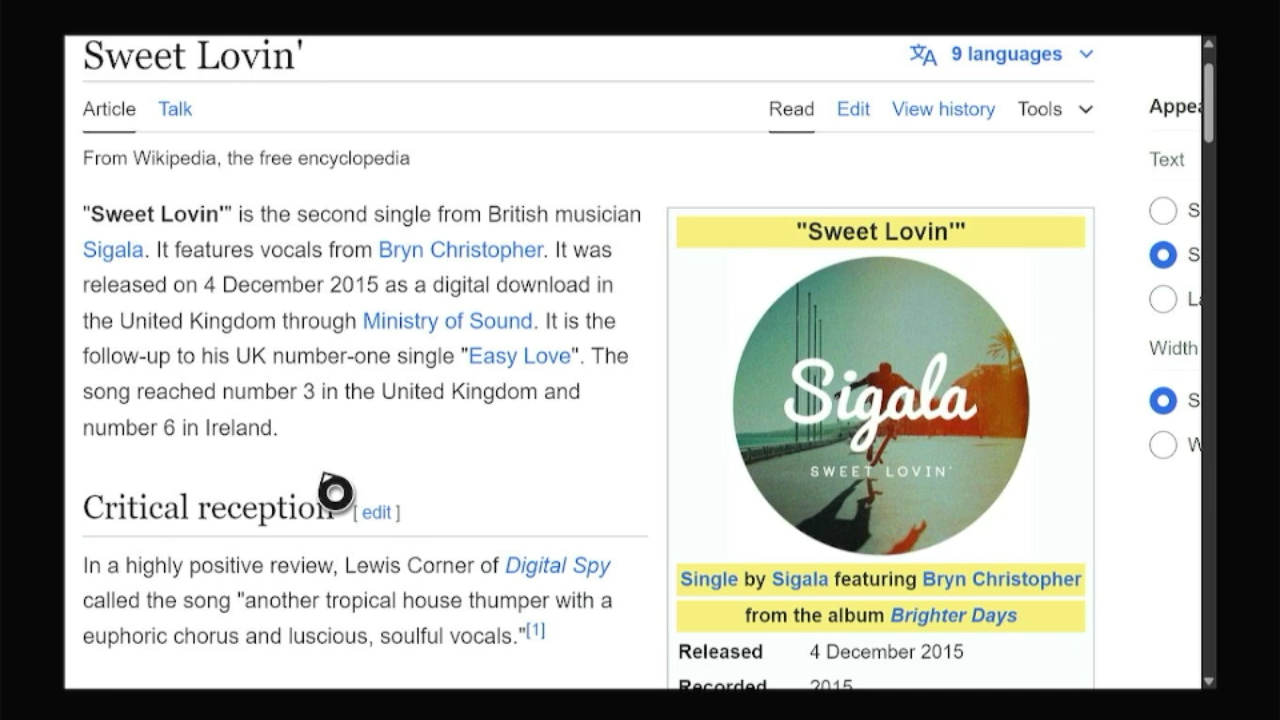 Sweet Lovin'
9 languages
Article Talk
Read Edit View history Tools
From Wikipedia, the free encyclopedia
"Sweet Lovin'" is the second single from British musician
Sigala. It features vocals from Bryn Christopher. It was
released on 4 December 2015 as a digital download in
the United Kingdom through Ministry of Sound. It is the
follow-up to his UK number-one single "Easy Love". The
song reached number 3 in the United Kingdom and
number 6 in Ireland.
Critical reception [ edit ]
In a highly positive review, Lewis Corner of Digital Spy
called the song "another tropical house thumper with a
euphoric chorus and luscious, soulful vocals."[1]
"Sweet Lovin'"
Sigala
SWEET LOVIN'
Single by Sigala featuring Bryn Christopher
from the album Brighter Days
Released 4 December 2015
Recorded 2015
Text
Width